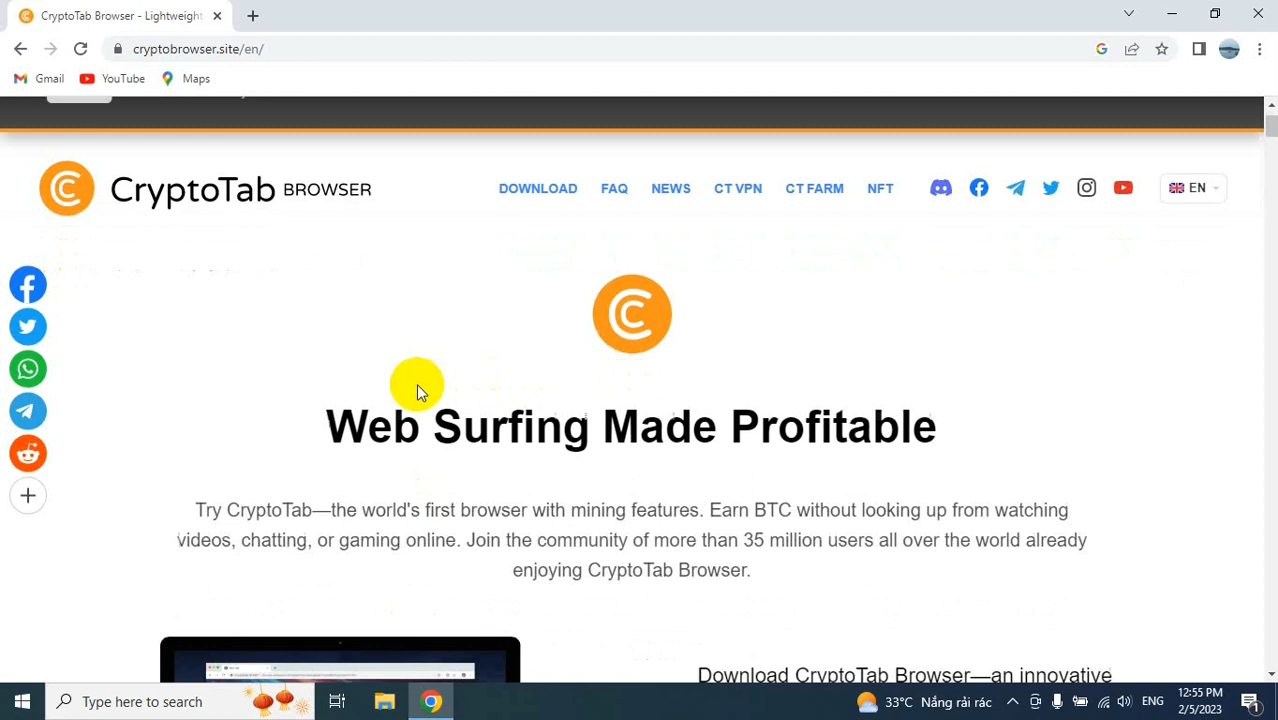 CryptoTab Browser - Lightweight
cryptobrowser.site/en/
Gmail YouTube Maps
CryptoTab BROWSER
DOWNLOAD FAQ NEWS CT VPN CT FARM NFT EN
Web Surfing Made Profitable
Try CryptoTab—the world's first browser with mining features. Earn BTC without looking up from watching
videos, chatting, or gaming online. Join the community of more than 35 million users all over the world already
enjoying CryptoTab Browser.
Download CryptoTab Browser—an innovative
Type here to search
33°C Nắng rải rác
ENG
12:55 PM
2/5/2023
1